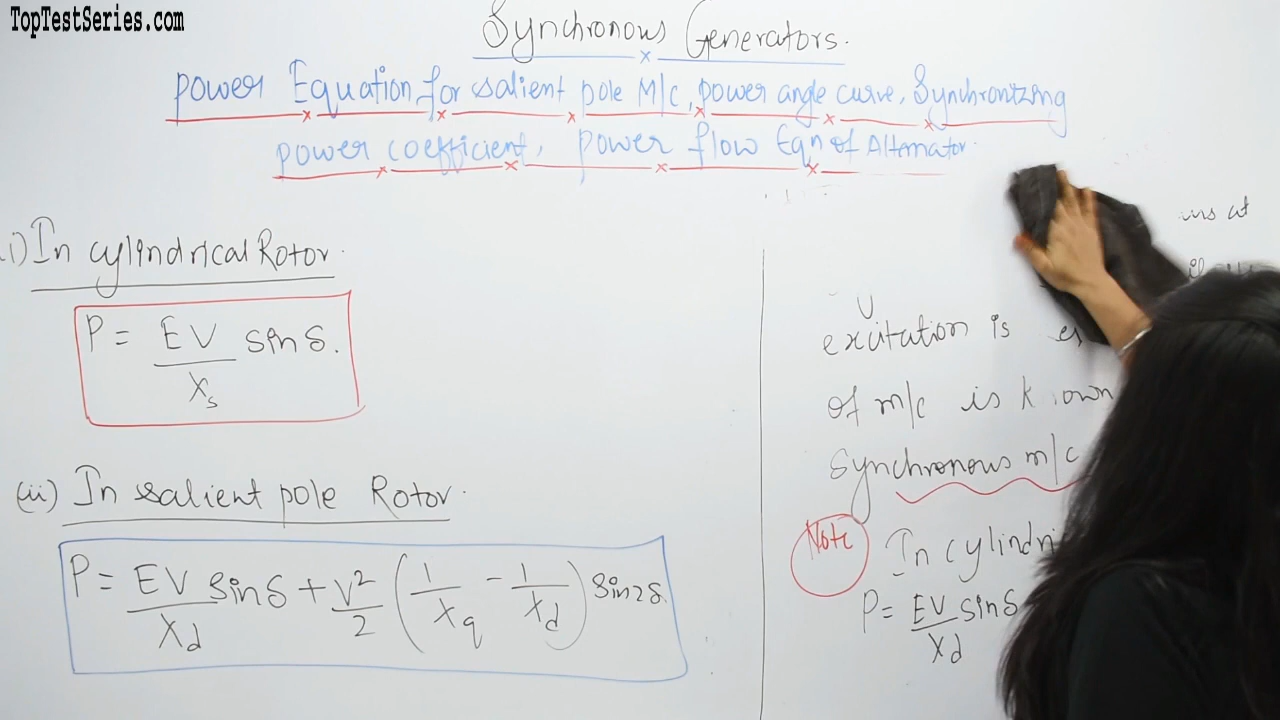 TopTestSeries.com
Synchronous Generators.
power Equation for salient pole M/c, power angle curve, Synchronizing
power coefficient, power flow Eqn of Alternator.
i) In cylindrical Rotor.
P = EV/Xs sin δ.
(ii) In salient pole Rotor.
P = EV/Xd sin δ + V²/2 (1/Xq - 1/Xd) sin 2δ.
at
excitation is
of m/c is known
Synchronous m/c
Note In cylindri
P = EV/Xd sin δ